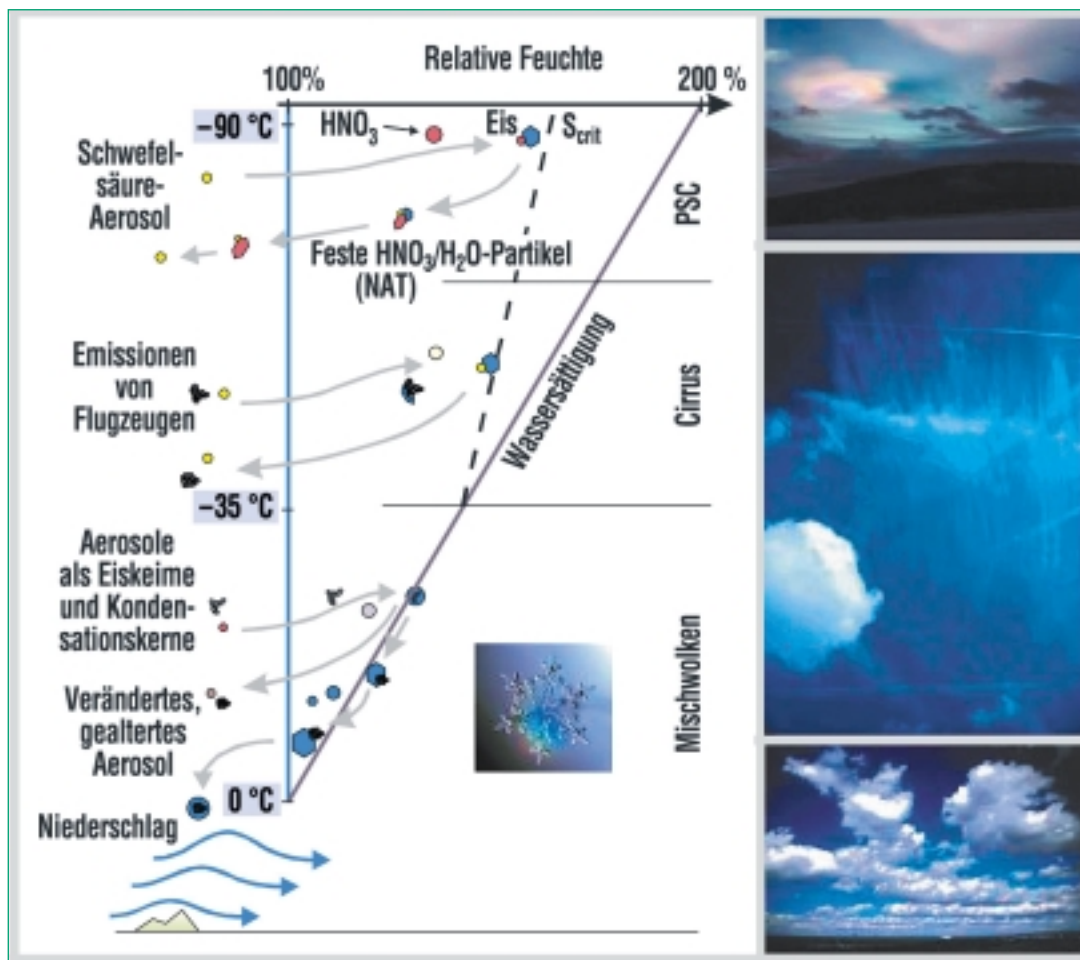 Relative Feuchte
100%
200 %
–90 °C
HNO3
Eis
Scrit
Schwefel-
säure-
Aerosol
PSC
Feste HNO3/H2O-Partikel
(NAT)
Emissionen
von
Flugzeugen
Wassersättigung
Cirrus
–35 °C
Aerosole
als Eiskeime
und Konden-
sationskerne
Mischwolken
Verändertes,
gealtertes
Aerosol
0 °C
Niederschlag